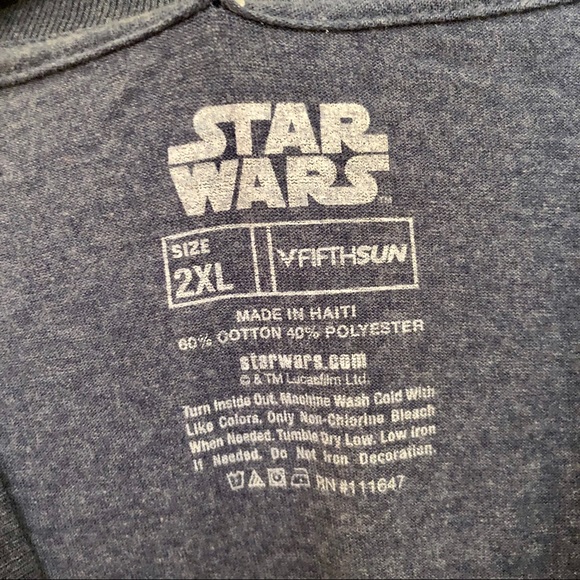 STAR
WARS™
SIZE
2XL
FIFTHSUN
MADE IN HAITI
60% COTTON 40% POLYESTER
starwars.com
© & TM Lucasfilm Ltd.
Turn Inside Out. Machine Wash Cold With
Like Colors. Only Non-Chlorine Bleach
When Needed. Tumble Dry Low. Low Iron
If Needed. Do Not Iron Decoration.
RN #111647